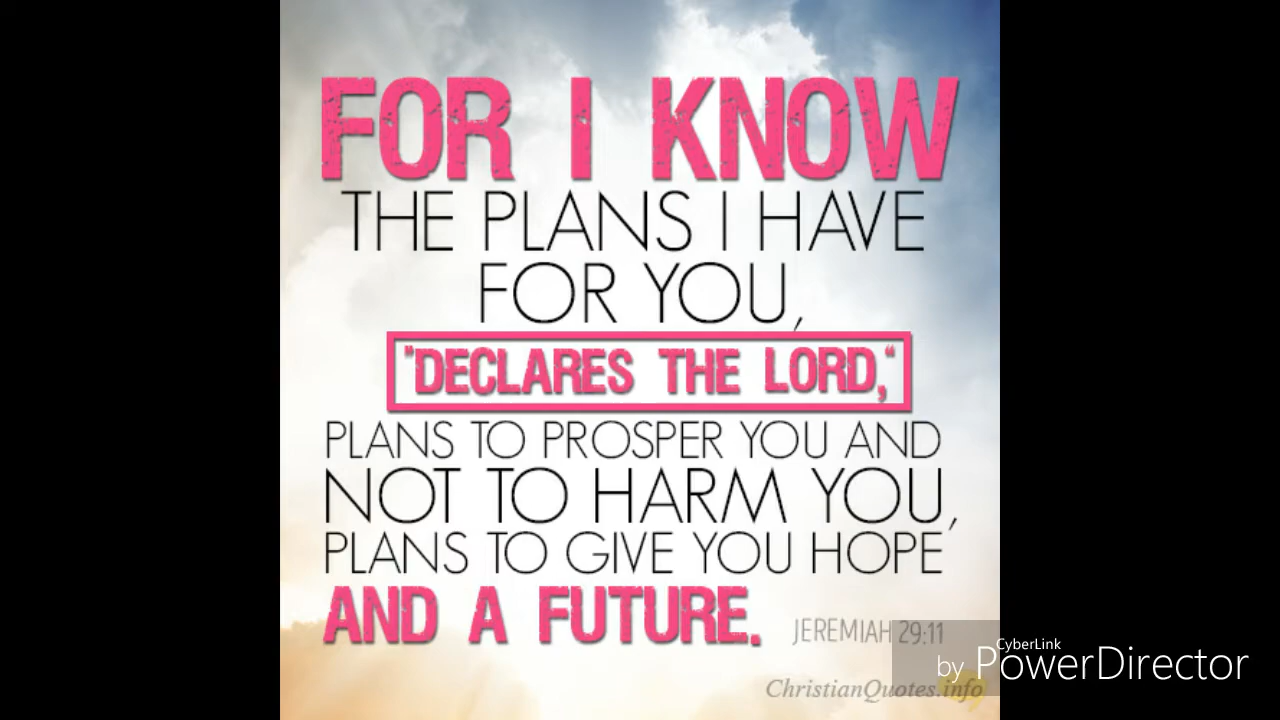 FOR I KNOW
THE PLANS I HAVE
FOR YOU,
"DECLARES THE LORD,“
PLANS TO PROSPER YOU AND
NOT TO HARM YOU,
PLANS TO GIVE YOU HOPE
AND A FUTURE.
JEREMIAH 29:11
CyberLink
by PowerDirector
ChristianQuotes.info